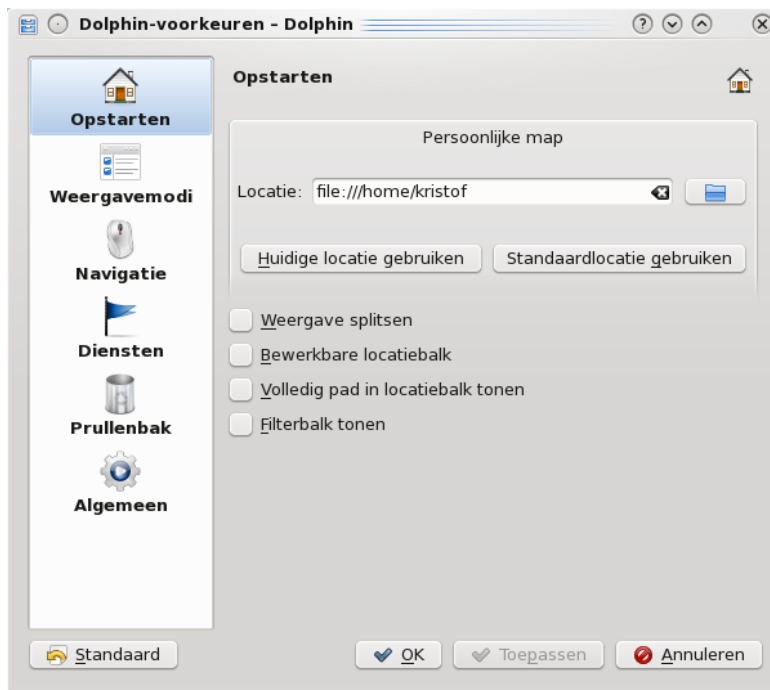 Dolphin-voorkeuren – Dolphin
Opstarten
Weergavemodi
Navigatie
Diensten
Prullenbak
Algemeen
Opstarten
Persoonlijke map
Locatie: file:///home/kristof
Huidige locatie gebruiken Standaardlocatie gebruiken
Weergave splitsen
Bewerkbare locatiebalk
Volledig pad in locatiebalk tonen
Filterbalk tonen
Standaard OK Toepassen Annuleren